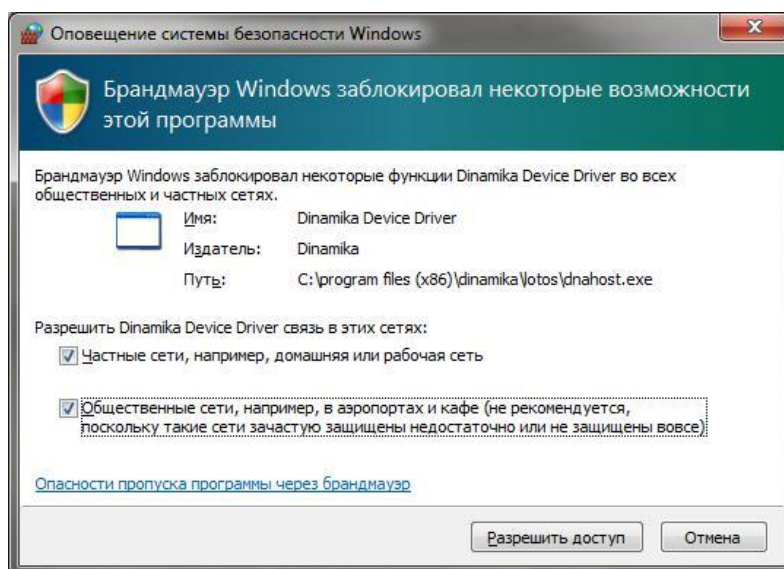 Оповещение системы безопасности Windows
Брандмауэр Windows заблокировал некоторые возможности
этой программы
Брандмауэр Windows заблокировал некоторые функции Dinamika Device Driver во всех
общественных и частных сетях.
Имя: Dinamika Device Driver
Издатель: Dinamika
Путь: C:\program files (x86)\dinamika\lotos\dnahost.exe
Разрешить Dinamika Device Driver связь в этих сетях:
Частные сети, например, домашняя или рабочая сеть
Общественные сети, например, в аэропортах и кафе (не рекомендуется,
поскольку такие сети зачастую защищены недостаточно или не защищены вовсе)
Опасности пропуска программы через брандмауэр
Разрешить доступ Отмена